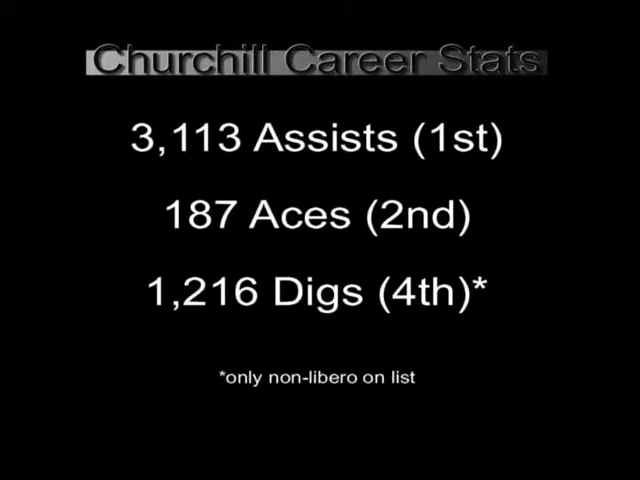 Churchill Career Stats
3,113 Assists (1st)
187 Aces (2nd)
1,216 Digs (4th)*
*only non-libero on list